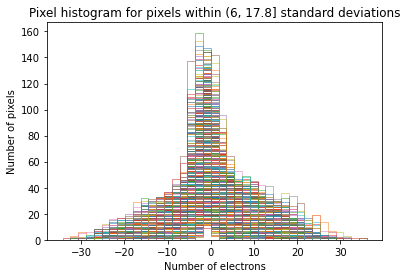 Pixel histogram for pixels within (6, 17.8] standard deviations
160
140
120
100
80
60
40
20
0
Number of pixels
−30 −20 −10 0 10 20 30
Number of electrons